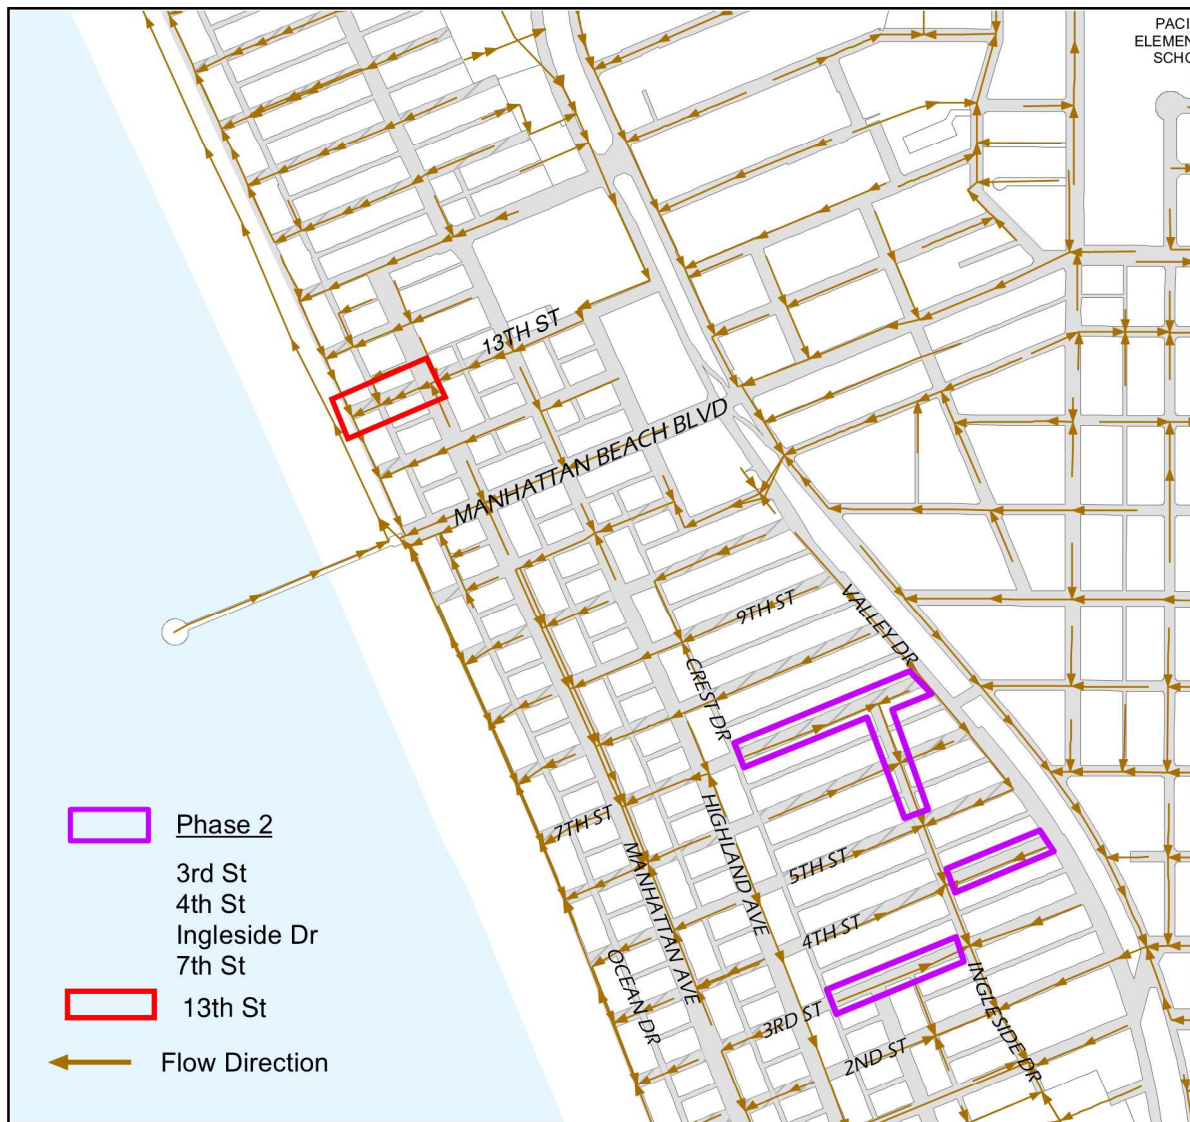 PACI
ELEMEN
SCHO
13TH ST
MANHATTAN BEACH BLVD
9TH ST
VALLEY DR
CREST DR
7TH ST
MANHATTAN AVE
HIGHLAND AVE
5TH ST
4TH ST
OCEAN DR
3RD ST
INGLESIDE DR
2ND ST
Phase 2
3rd St
4th St
Ingleside Dr
7th St
13th St
Flow Direction